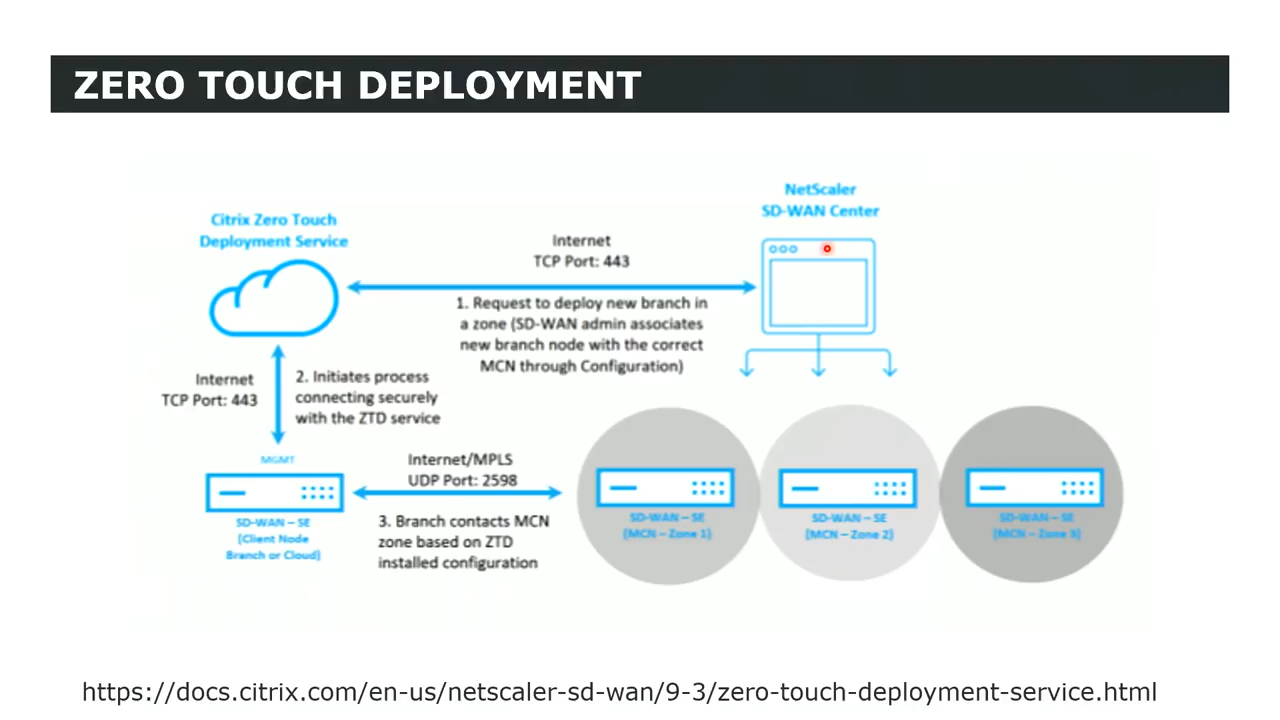 ZERO TOUCH DEPLOYMENT
NetScaler
SD-WAN Center
Citrix Zero Touch
Deployment Service
Internet
TCP Port: 443
1. Request to deploy new branch in
a zone (SD-WAN admin associates
new branch node with the correct
MCN through Configuration)
Internet
TCP Port: 443
2. Initiates process
connecting securely
with the ZTD service
MGMT
SD-WAN – SE
(Client Node
Branch or Cloud)
Internet/MPLS
UDP Port: 2598
3. Branch contacts MCN
zone based on ZTD
installed configuration
SD-WAN – SE
(MCN – Zone 1)
SD-WAN – SE
(MCN – Zone 2)
SD-WAN – SE
(MCN – Zone 3)
https://docs.citrix.com/en-us/netscaler-sd-wan/9-3/zero-touch-deployment-service.html